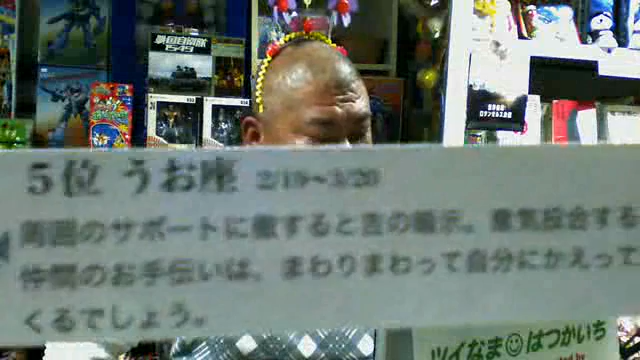 5位 うお座 2/19～3/20
周囲のサポートに徹すると吉の暗示。意気投合する
仲間のお手伝いは、まわりまわって自分にかえって
くるでしょう。
ツイなま☺はつかいち